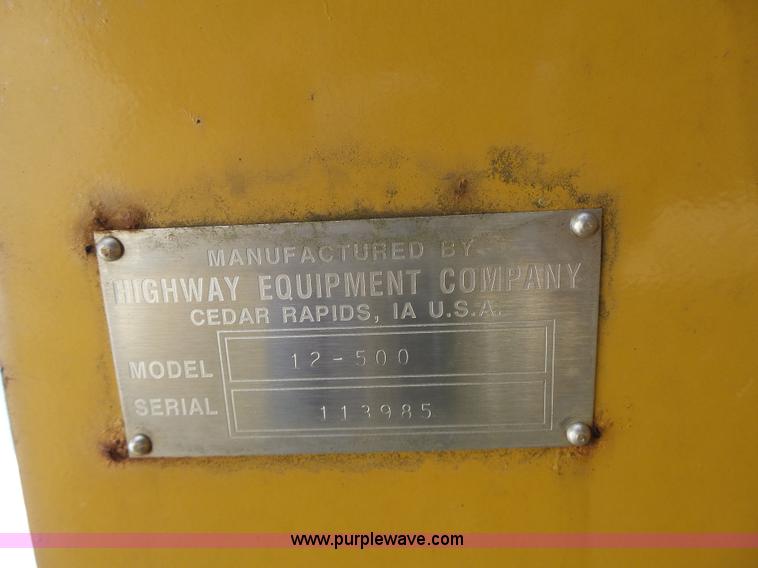 MANUFACTURED BY
HIGHWAY EQUIPMENT COMPANY
CEDAR RAPIDS, IA U.S.A.
MODEL 12-500
SERIAL 113985
www.purplewave.com